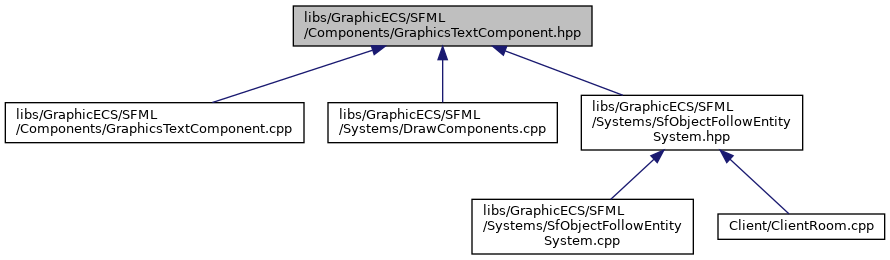 libs/GraphicECS/SFML
/Components/GraphicsTextComponent.hpp
libs/GraphicECS/SFML
/Components/GraphicsTextComponent.cpp
libs/GraphicECS/SFML
/Systems/DrawComponents.cpp
libs/GraphicECS/SFML
/Systems/SfObjectFollowEntity
System.hpp
libs/GraphicECS/SFML
/Systems/SfObjectFollowEntity
System.cpp
Client/ClientRoom.cpp